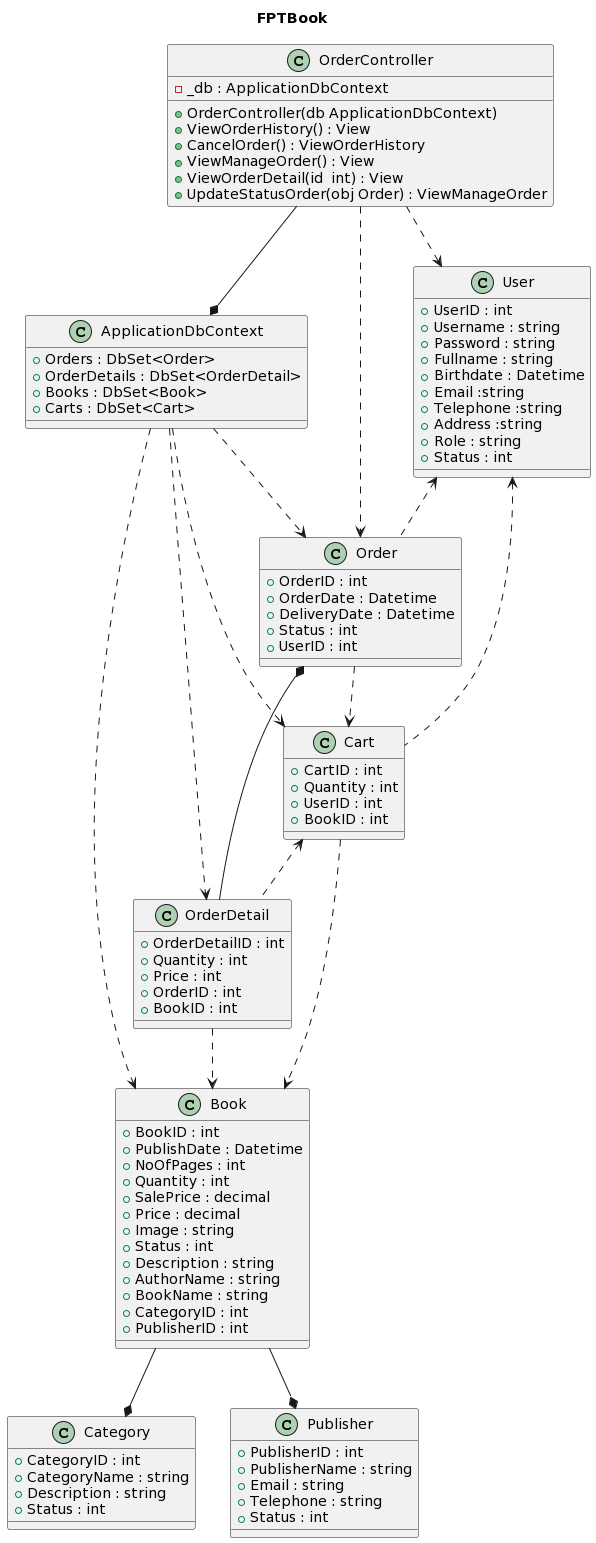 FPTBook
C OrderController
_db : ApplicationDbContext
OrderController(db ApplicationDbContext)
ViewOrderHistory() : View
CancelOrder() : ViewOrderHistory
ViewManageOrder() : View
ViewOrderDetail(id  int) : View
UpdateStatusOrder(obj Order) : ViewManageOrder
C User
UserID : int
Username : string
Password : string
Fullname : string
Birthdate : Datetime
Email :string
Telephone :string
Address :string
Role : string
Status : int
C ApplicationDbContext
Orders : DbSet<Order>
OrderDetails : DbSet<OrderDetail>
Books : DbSet<Book>
Carts : DbSet<Cart>
C Order
OrderID : int
OrderDate : Datetime
DeliveryDate : Datetime
Status : int
UserID : int
C Cart
CartID : int
Quantity : int
UserID : int
BookID : int
C OrderDetail
OrderDetailID : int
Quantity : int
Price : int
OrderID : int
BookID : int
C Book
BookID : int
PublishDate : Datetime
NoOfPages : int
Quantity : int
SalePrice : decimal
Price : decimal
Image : string
Status : int
Description : string
AuthorName : string
BookName : string
CategoryID : int
PublisherID : int
C Category
CategoryID : int
CategoryName : string
Description : string
Status : int
C Publisher
PublisherID : int
PublisherName : string
Email : string
Telephone : string
Status : int